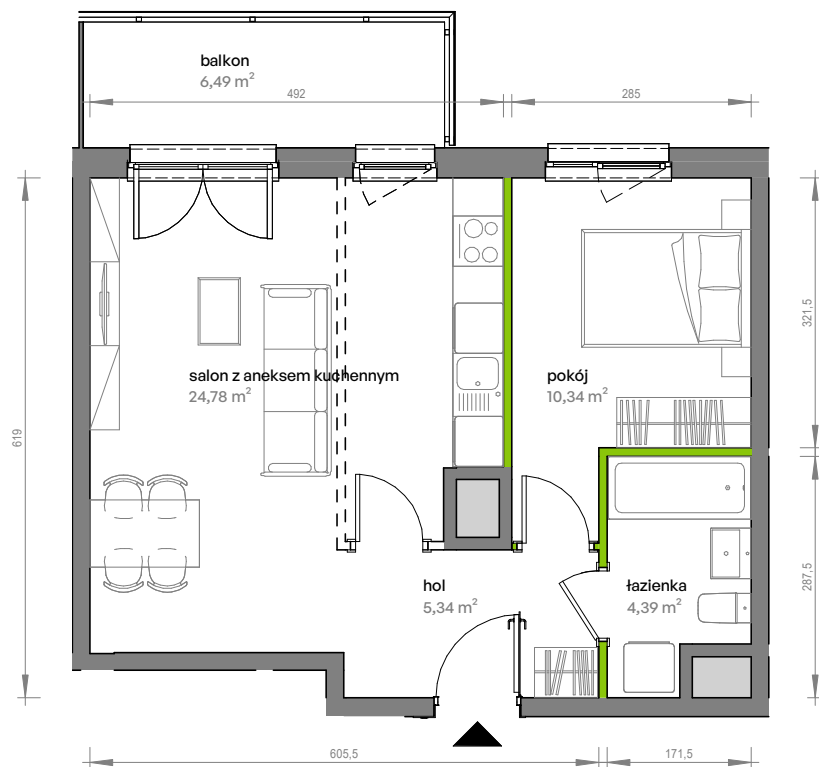 balkon
6,49 m²
492
285
619
321,5
salon z aneksem kuchennym
24,78 m²
pokój
10,34 m²
hol
5,34 m²
łazienka
4,39 m²
287,5
605,5
171,5